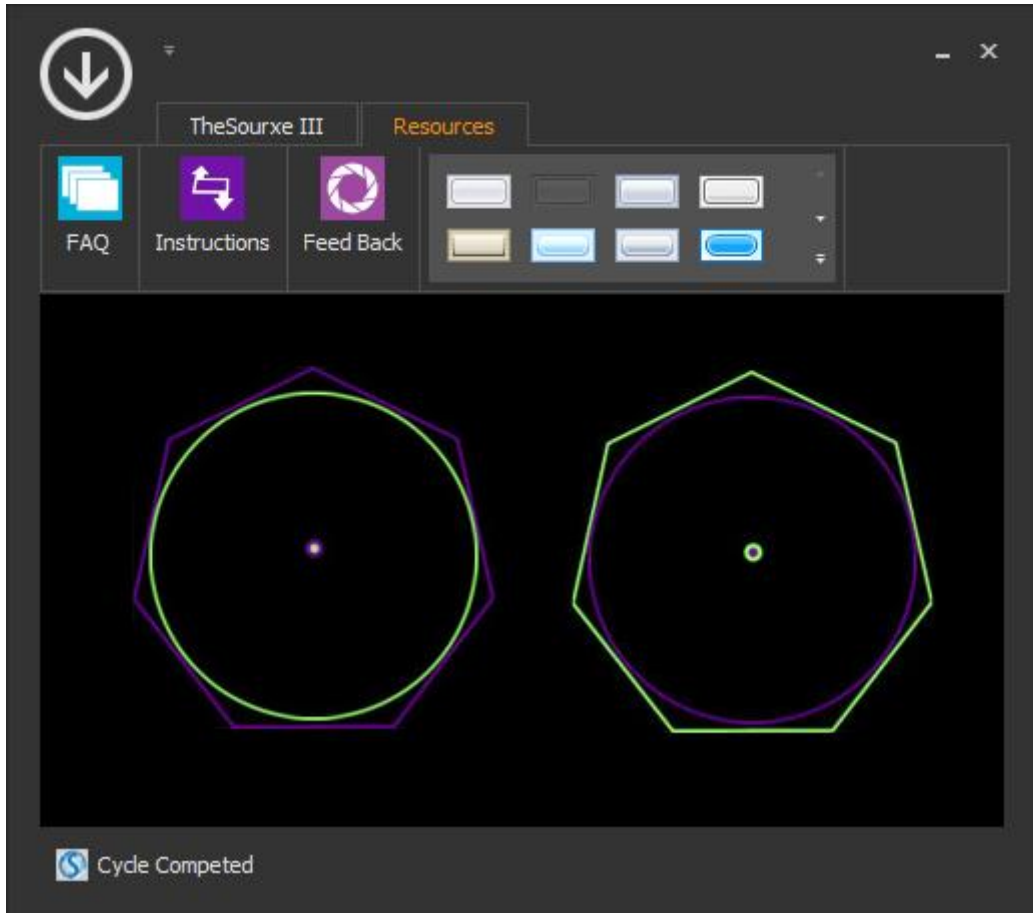 TheSourxe III
Resources
FAQ
Instructions
Feed Back
Cycle Competed